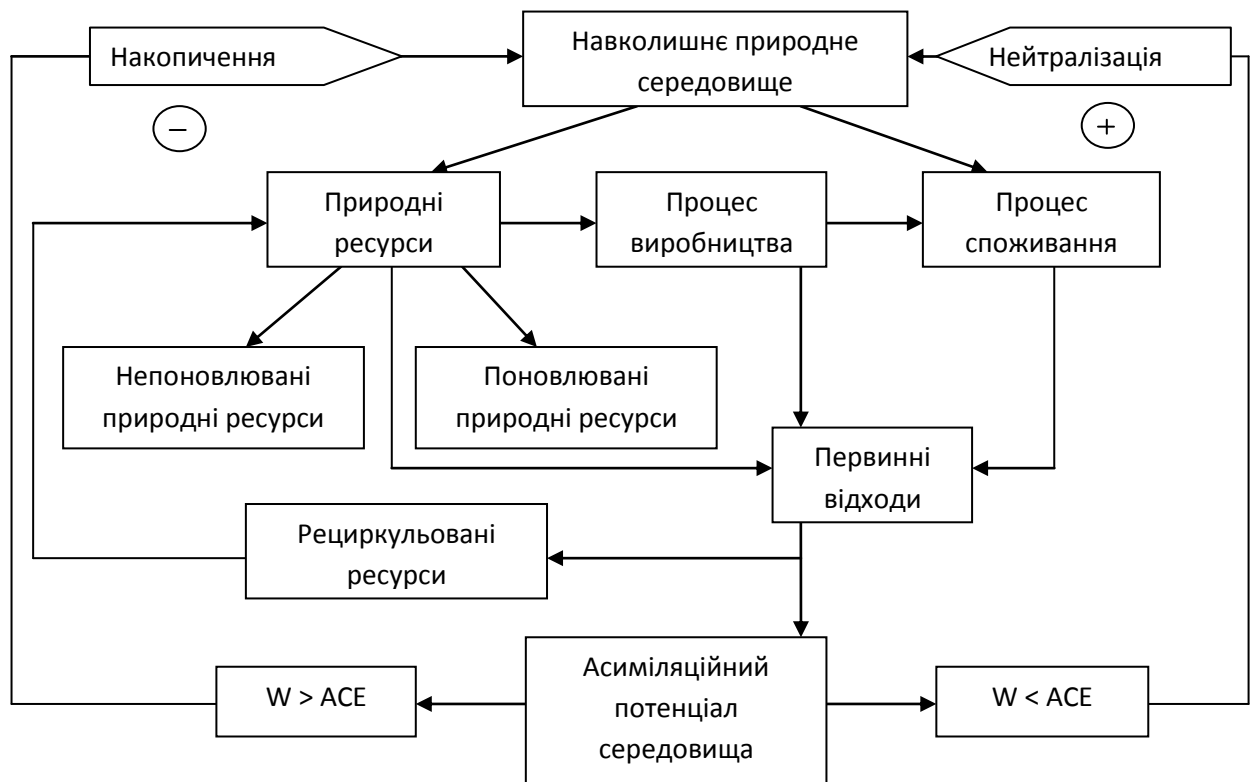 Накопичення
Навколишнє природне
середовище
Нейтралізація
−
+
Природні
ресурси
Процес
виробництва
Процес
споживання
Непоновлювані
природні ресурси
Поновлювані
природні ресурси
Первинні
відходи
Рециркульовані
ресурси
W > ACE
Асиміляційний
потенціал
середовища
W < ACE